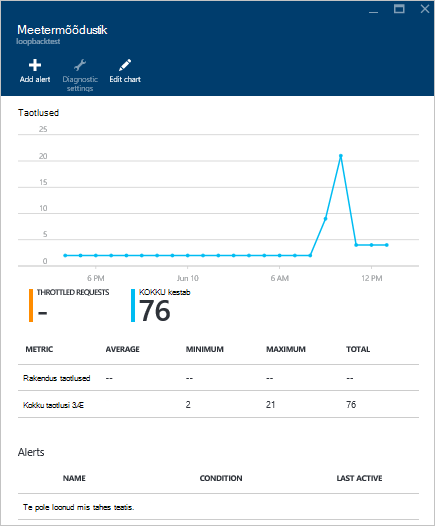 Meetermõõdustik
loopbacktest
Add alert Diagnostic settings Edit chart
Taotlused
25
20
15
10
5
0
6 PM Jun 10 6 AM 12 PM
THROTTLED REQUESTS KOKKU kestab
- 76
METRIC AVERAGE MINIMUM MAXIMUM TOTAL
Rakendus taotlused -- -- -- --
Kokku taotlusi 3Æ 2 21 76
Alerts
NAME CONDITION LAST ACTIVE
Te pole loonud mis tahes teatis.